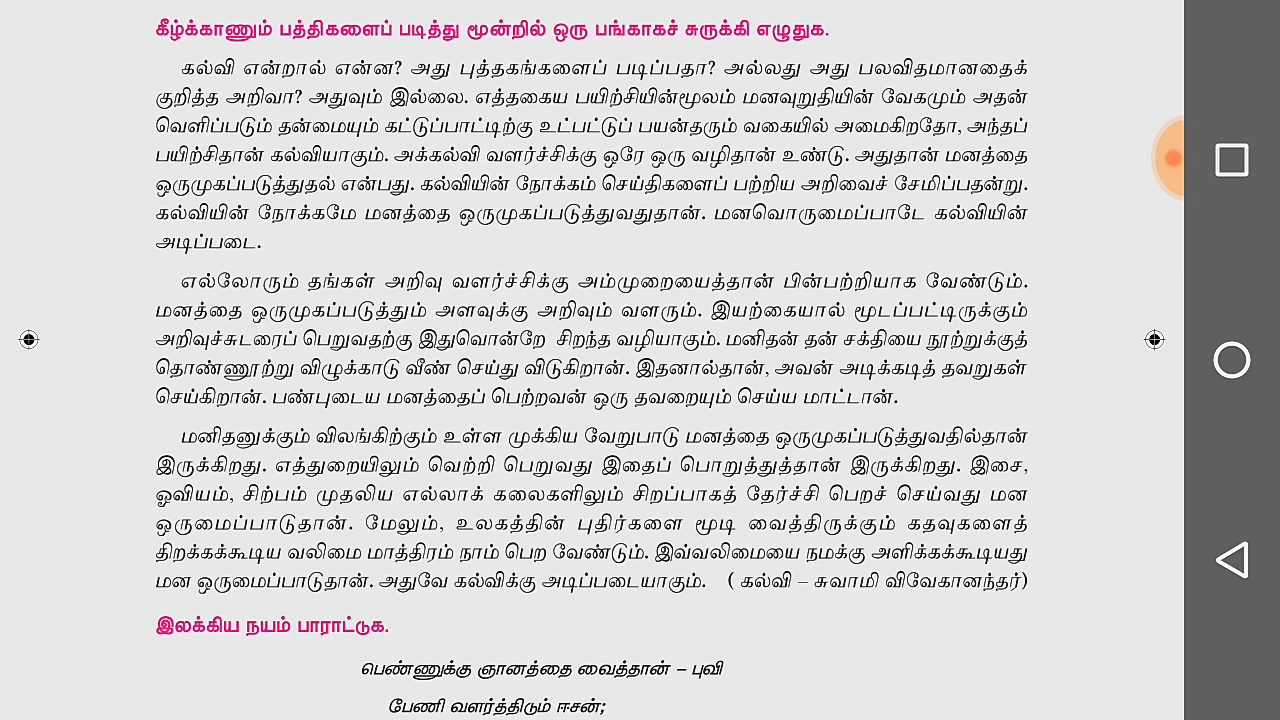 கீழ்க்காணும் பத்திகளைப் படித்து மூன்றில் ஒரு பங்காகச் சுருக்கி எழுதுக.
கல்வி என்றால் என்ன? அது புத்தகங்களைப் படிப்பதா? அல்லது அது பலவிதமானதைக்
குறித்த அறிவா? அதுவும் இல்லை. எத்தகைய பயிற்சியின்மூலம் மனவுறுதியின் வேகமும் அதன்
வெளிப்படும் தன்மையும் கட்டுப்பாட்டிற்கு உட்பட்டுப் பயன்தரும் வகையில் அமைகிறதோ, அந்தப்
பயிற்சிதான் கல்வியாகும். அக்கல்வி வளர்ச்சிக்கு ஒரே ஒரு வழிதான் உண்டு. அதுதான் மனத்தை
ஒருமுகப்படுத்துதல் என்பது. கல்வியின் நோக்கம் செய்திகளைப் பற்றிய அறிவைச் சேமிப்பதன்று.
கல்வியின் நோக்கமே மனத்தை ஒருமுகப்படுத்துவதுதான். மனவொருமைப்பாடே கல்வியின்
அடிப்படை.
எல்லோரும் தங்கள் அறிவு வளர்ச்சிக்கு அம்முறையைத்தான் பின்பற்றியாக வேண்டும்.
மனத்தை ஒருமுகப்படுத்தும் அளவுக்கு அறிவும் வளரும். இயற்கையால் மூடப்பட்டிருக்கும்
அறிவுச்சுடரைப் பெறுவதற்கு இதுவொன்றே சிறந்த வழியாகும். மனிதன் தன் சக்தியை நூற்றுக்குத்
தொண்ணூற்று விழுக்காடு வீண் செய்து விடுகிறான். இதனால்தான், அவன் அடிக்கடித் தவறுகள்
செய்கிறான். பண்புடைய மனத்தைப் பெற்றவன் ஒரு தவறையும் செய்ய மாட்டான்.
மனிதனுக்கும் விலங்கிற்கும் உள்ள முக்கிய வேறுபாடு மனத்தை ஒருமுகப்படுத்துவதில்தான்
இருக்கிறது. எத்துறையிலும் வெற்றி பெறுவது இதைப் பொறுத்துத்தான் இருக்கிறது. இசை,
ஓவியம், சிற்பம் முதலிய எல்லாக் கலைகளிலும் சிறப்பாகத் தேர்ச்சி பெறச் செய்வது மன
ஒருமைப்பாடுதான். மேலும், உலகத்தின் புதிர்களை மூடி வைத்திருக்கும் கதவுகளைத்
திறக்கக்கூடிய வலிமை மாத்திரம் நாம் பெற வேண்டும். இவ்வலிமையை நமக்கு அளிக்கக்கூடியது
மன ஒருமைப்பாடுதான். அதுவே கல்விக்கு அடிப்படையாகும். ( கல்வி – சுவாமி விவேகானந்தர்)
இலக்கிய நயம் பாராட்டுக.
பெண்ணுக்கு ஞானத்தை வைத்தான் – புவி
பேணி வளர்த்திடும் ஈசன்;